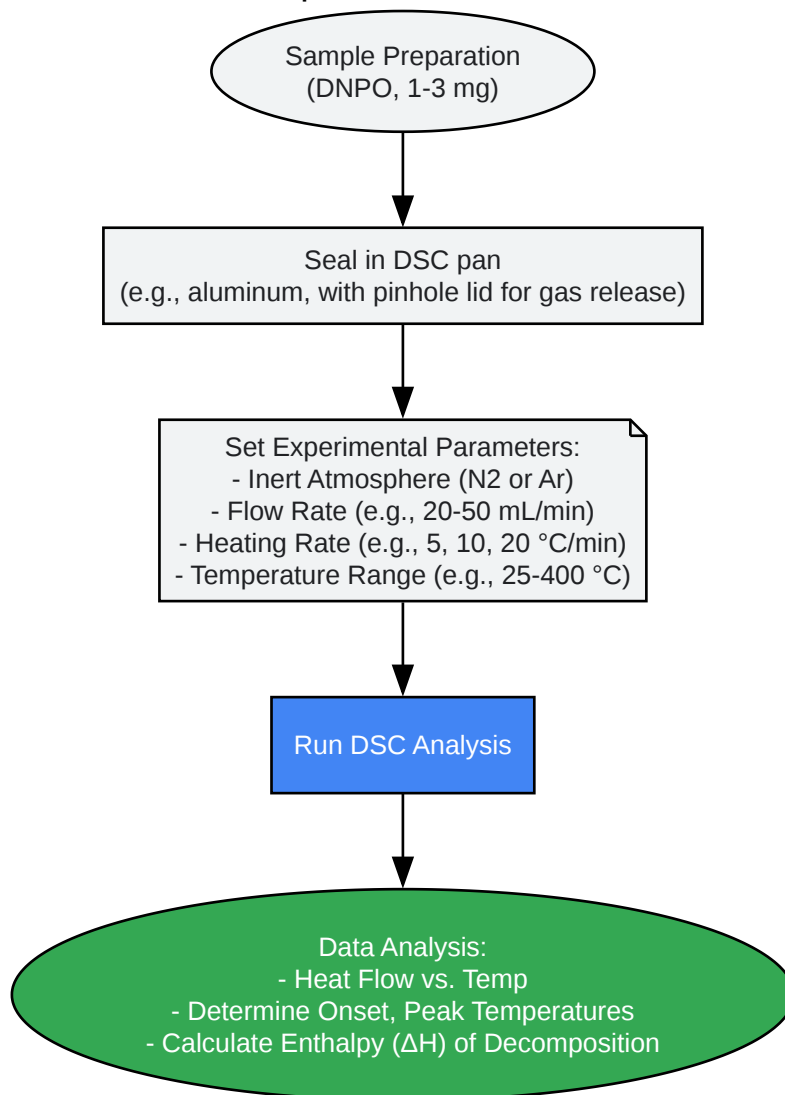 Sample Preparation
(DNPO, 1-3 mg)
Seal in DSC pan
(e.g., aluminum, with pinhole lid for gas release)
Set Experimental Parameters:
- Inert Atmosphere (N2 or Ar)
- Flow Rate (e.g., 20-50 mL/min)
- Heating Rate (e.g., 5, 10, 20 °C/min)
- Temperature Range (e.g., 25-400 °C)
Run DSC Analysis
Data Analysis:
- Heat Flow vs. Temp
- Determine Onset, Peak Temperatures
- Calculate Enthalpy (ΔH) of Decomposition